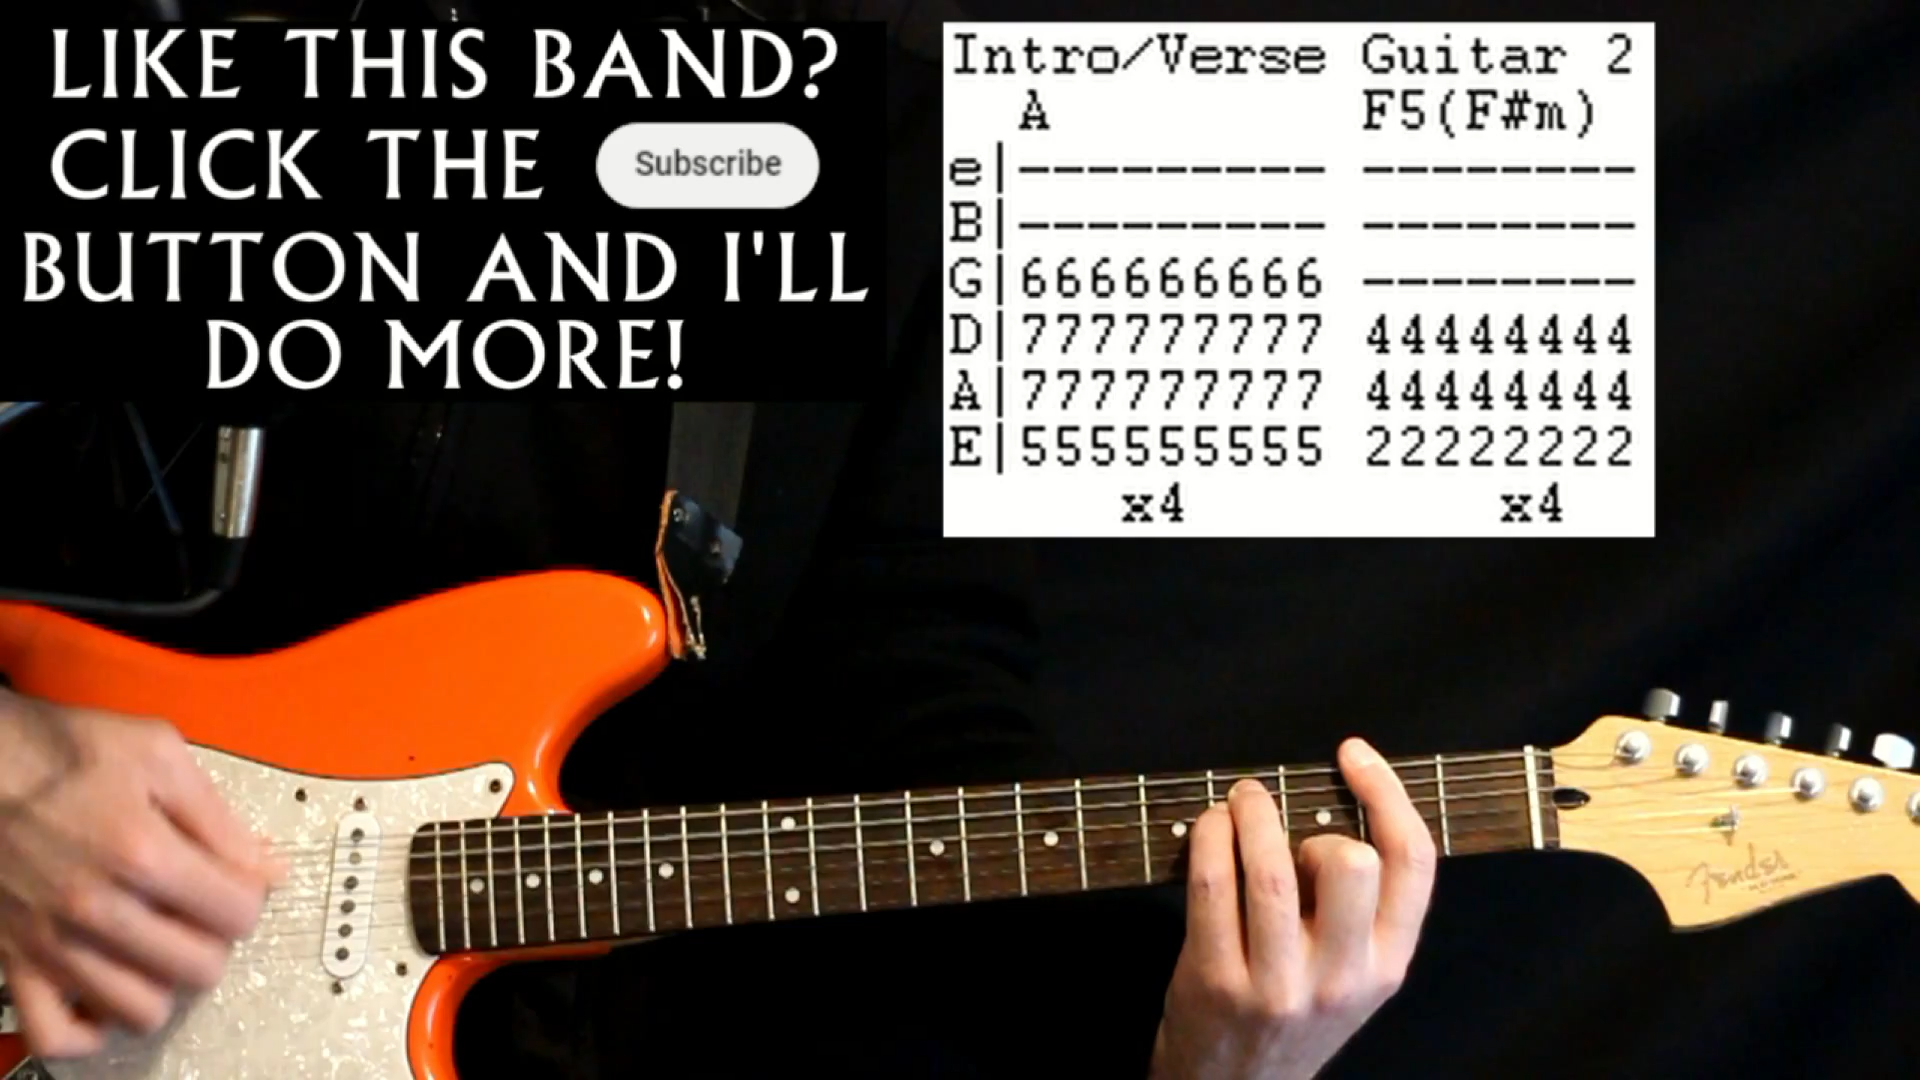 LIKE THIS BAND?
CLICK THE Subscribe
BUTTON AND I'LL
DO MORE!
Intro/Verse Guitar 2
A F5(F#m)
e|--------- --------
B|--------- --------
G|666666666 --------
D|777777777 44444444
A|777777777 44444444
E|555555555 22222222
x4 x4
Fender